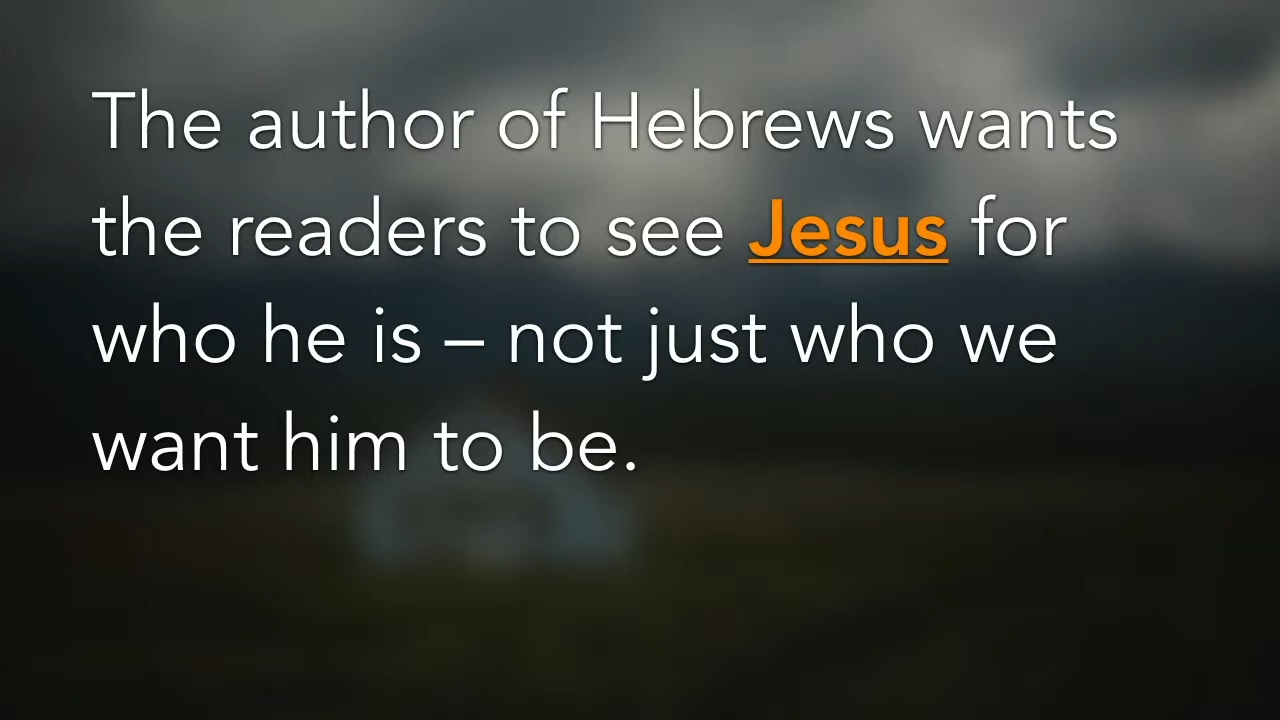 The author of Hebrews wants
the readers to see Jesus for
who he is – not just who we
want him to be.